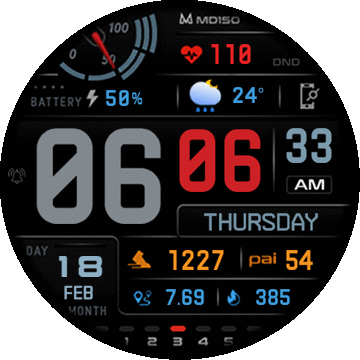 MD150
100
0 50
110 DND
BATTERY 50% 24°
06 06 33
AM
THURSDAY
DAY
18
FEB
MONTH
1227 pai 54
7.69 385
1 2 3 4 5 6